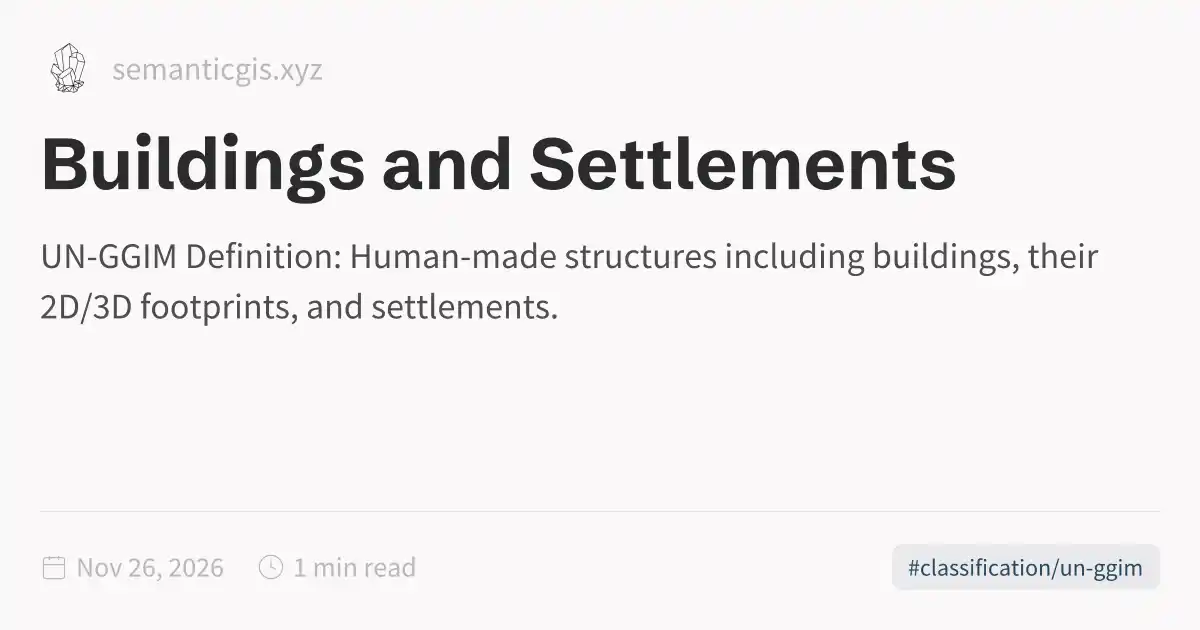 semanticgis.xyz
Buildings and Settlements
UN-GGIM Definition: Human-made structures including buildings, their
2D/3D footprints, and settlements.
Nov 26, 2026
1 min read
#classification/un-ggim